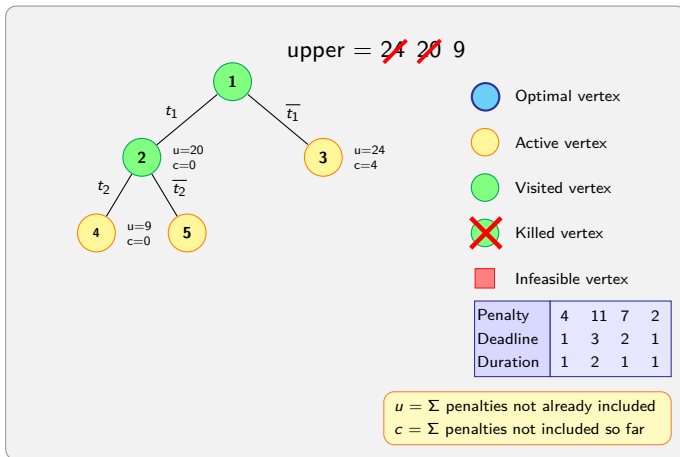 upper = 24 20 9
1
t₁
t̅₁
Optimal vertex
Active vertex
2
u=20
c=0
3
u=24
c=4
t₂
t̅₂
Visited vertex
4
u=9
c=0
5
Killed vertex
Infeasible vertex
Penalty 4 11 7 2
Deadline 1 3 2 1
Duration 1 2 1 1
u = Σ penalties not already included
c = Σ penalties not included so far